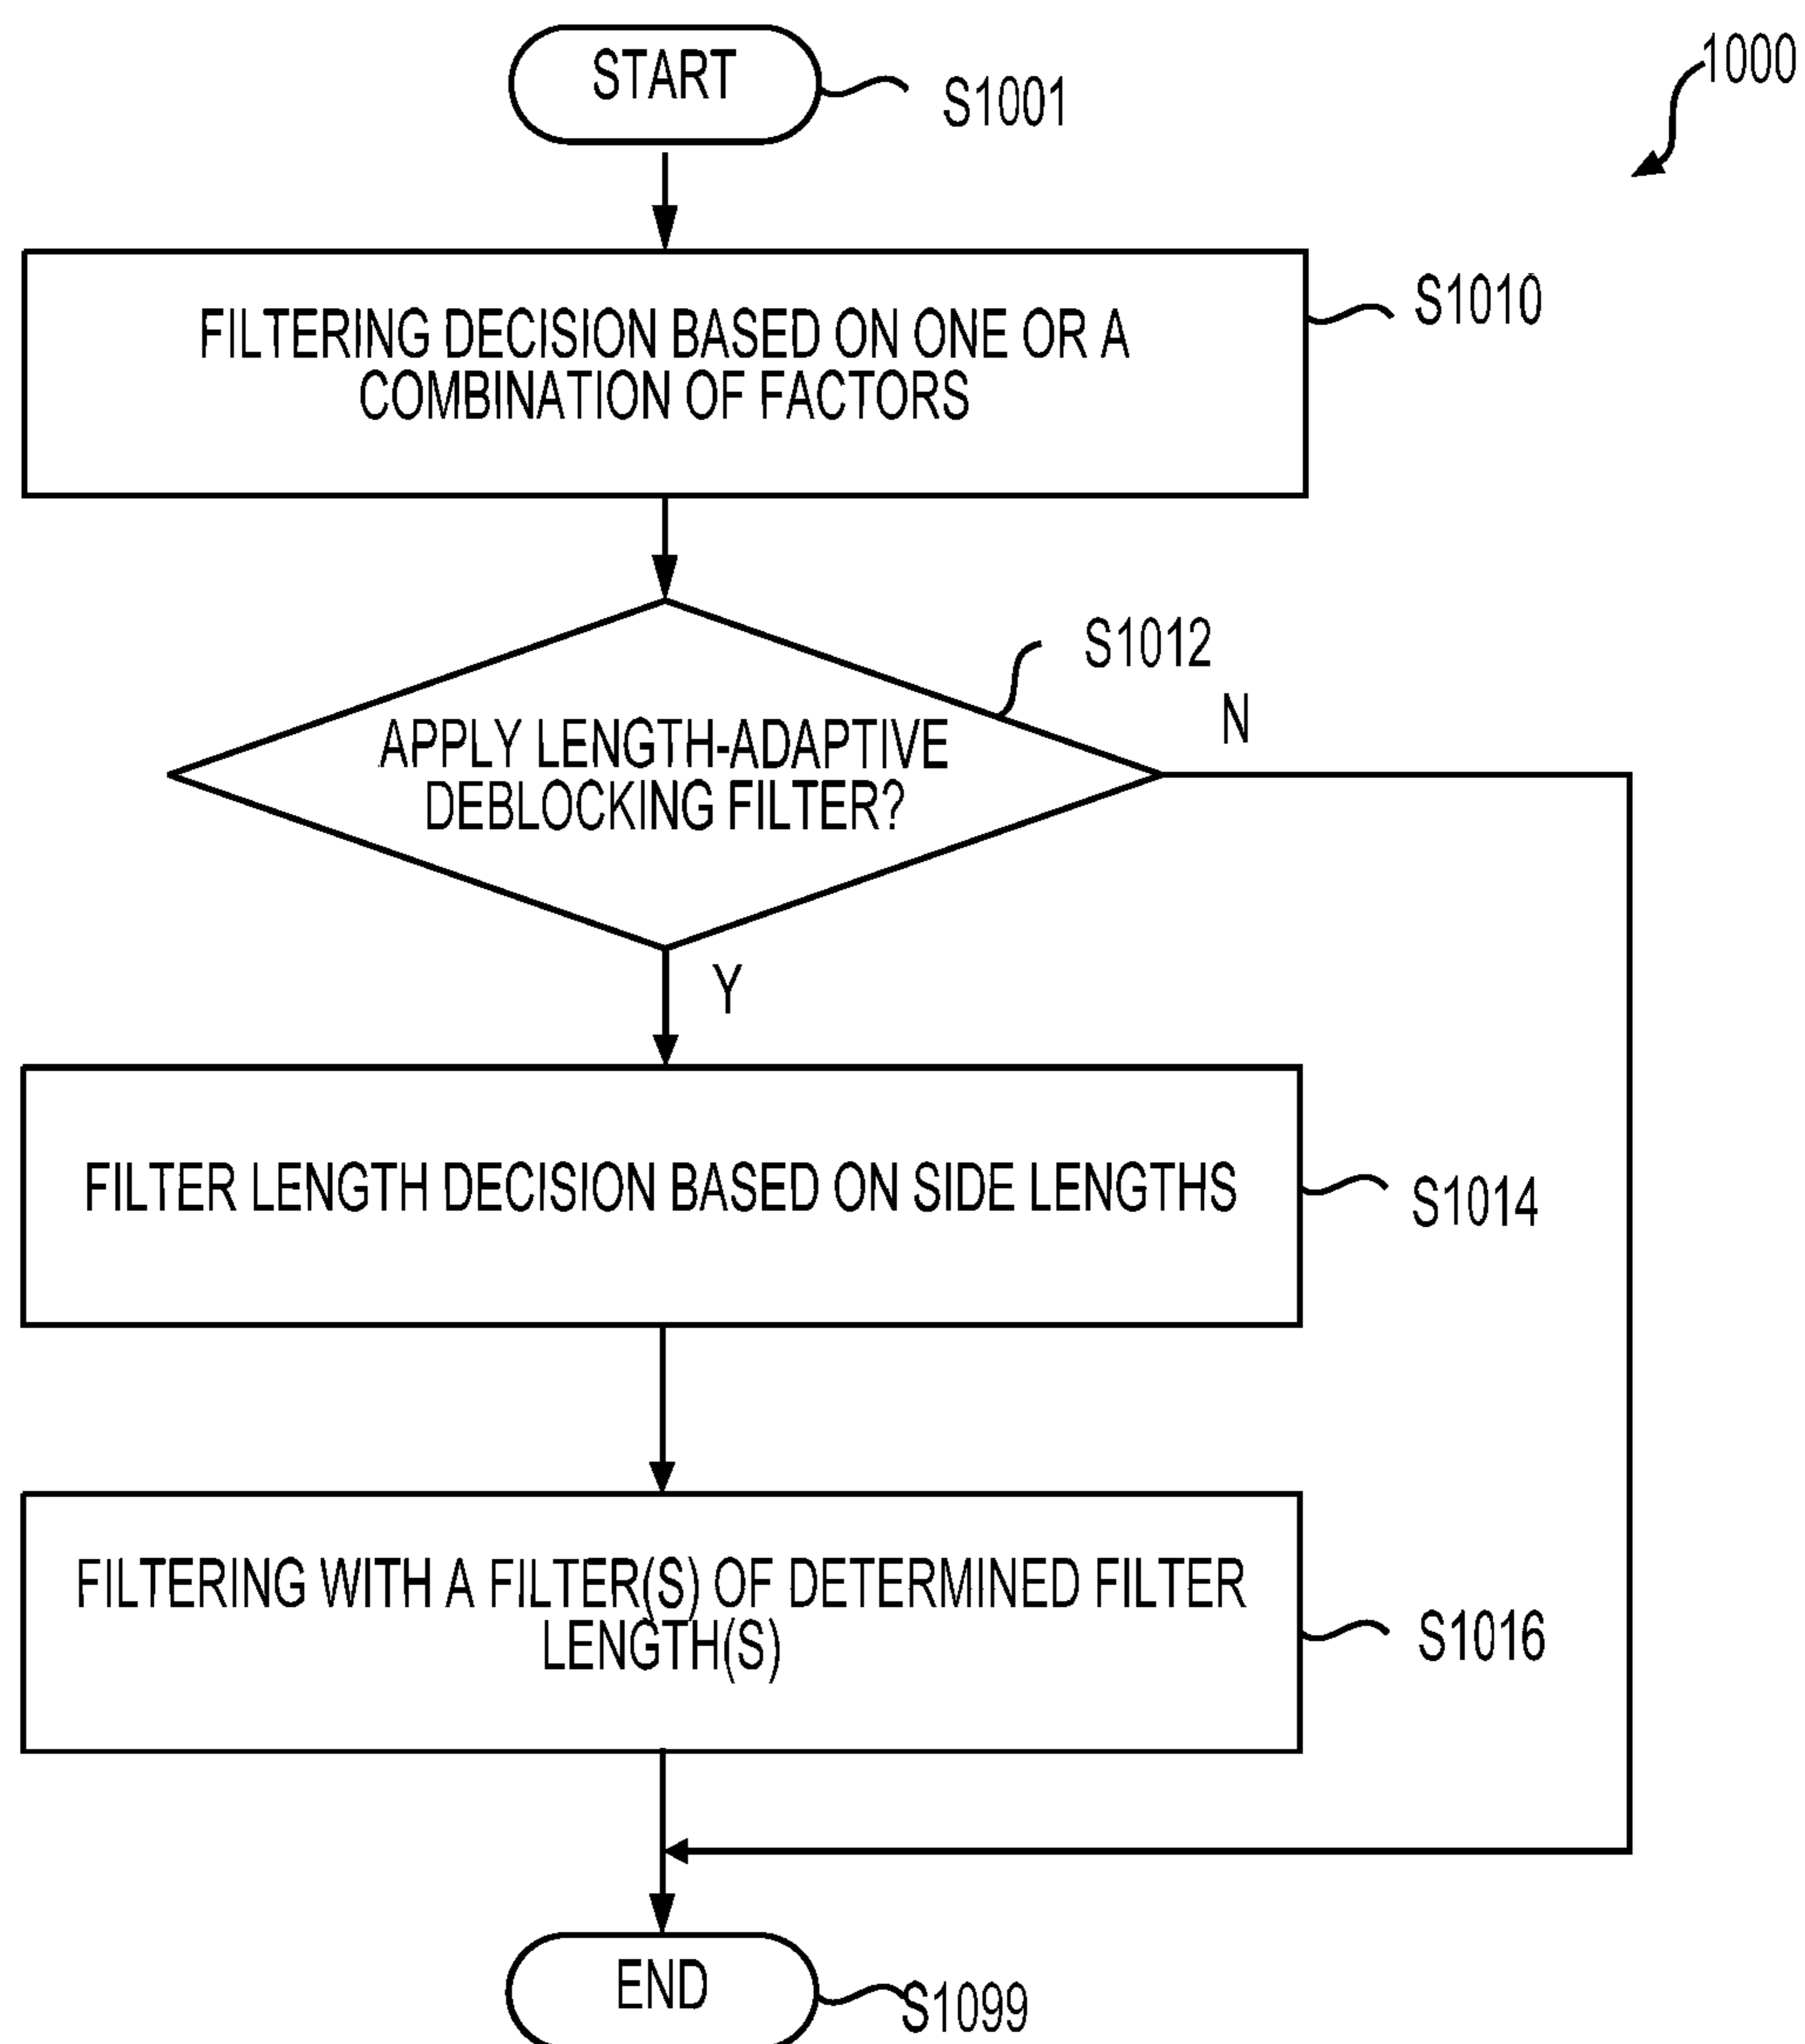 START
S1001
1000
FILTERING DECISION BASED ON ONE OR A
COMBINATION OF FACTORS
S1010
S1012
N
APPLY LENGTH-ADAPTIVE
DEBLOCKING FILTER?
Y
FILTER LENGTH DECISION BASED ON SIDE LENGTHS
S1014
FILTERING WITH A FILTER(S) OF DETERMINED FILTER
LENGTH(S)
S1016
END
S1099